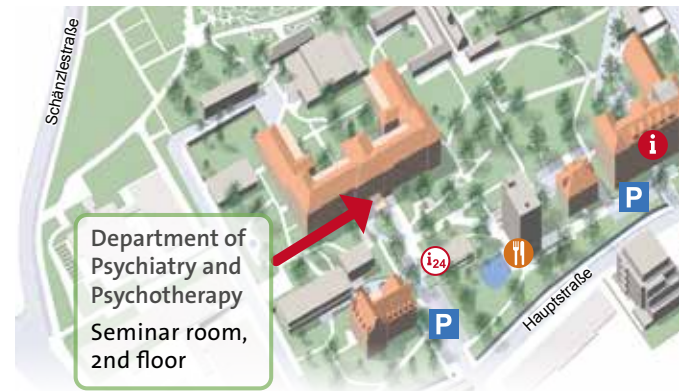 Schänzlestraße
i
P
Department of
Psychiatry and
Psychotherapy
Seminar room,
2nd floor
i24
P
Hauptstraße